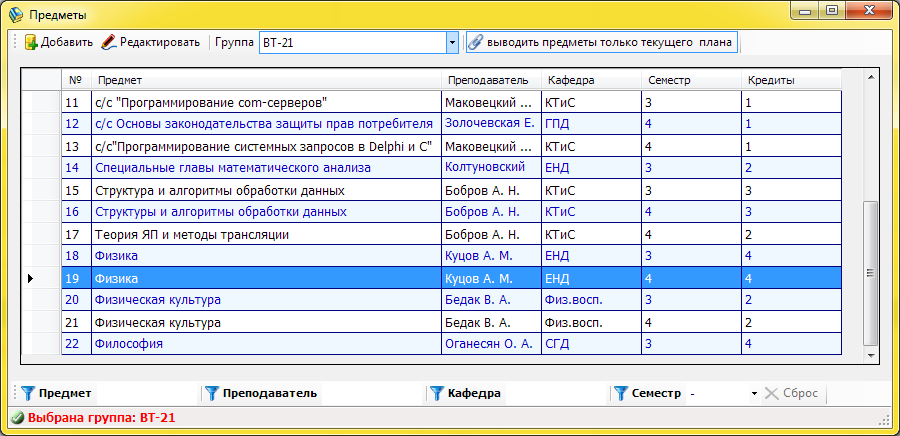 Предметы
Добавить Редактировать Группа ВТ-21 выводить предметы только текущего плана
№ Предмет Преподаватель Кафедра Семестр Кредиты
11 с/с "Программирование com-серверов" Маковецкий ... КТиС 3 1
12 с/с Основы законодательства защиты прав потребителя Золочевская Е. ГПД 4 1
13 с/с"Программирование системных запросов в Delphi и С" Маковецкий ... КТиС 4 1
14 Специальные главы математического анализа Колтуновский ЕНД 3 2
15 Структура и алгоритмы обработки данных Бобров А. Н. КТиС 3 3
16 Структуры и алгоритмы обработки данных Бобров А. Н. КТиС 4 3
17 Теория ЯП и методы трансляции Бобров А. Н. КТиС 4 2
18 Физика Куцов А. М. ЕНД 3 4
19 Физика Куцов А. М. ЕНД 4 4
20 Физическая культура Бедак В. А. Физ.восп. 3 2
21 Физическая культура Бедак В. А. Физ.восп. 4 2
22 Философия Оганесян О. А. СГД 3 4
Предмет Преподаватель Кафедра Семестр - Сброс
Выбрана группа: ВТ-21